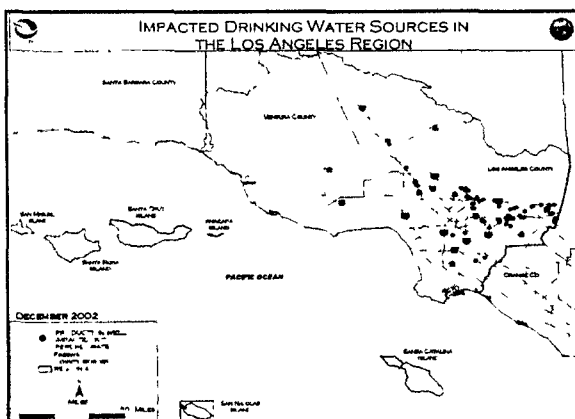 IMPACTED DRINKING WATER SOURCES IN
THE LOS ANGELES REGION
SANTA BARBARA COUNTY
VENTURA COUNTY
LOS ANGELES COUNTY
SAN MIGUEL
ISLAND
SANTA CRUZ
ISLAND
ANACAPA
ISLAND
SANTA ROSA
ISLAND
PACIFIC OCEAN
ORANGE CO
DECEMBER 2002
SANTA CATALINA
ISLAND
N
MILES
MILES
SAN NICOLAS
ISLAND